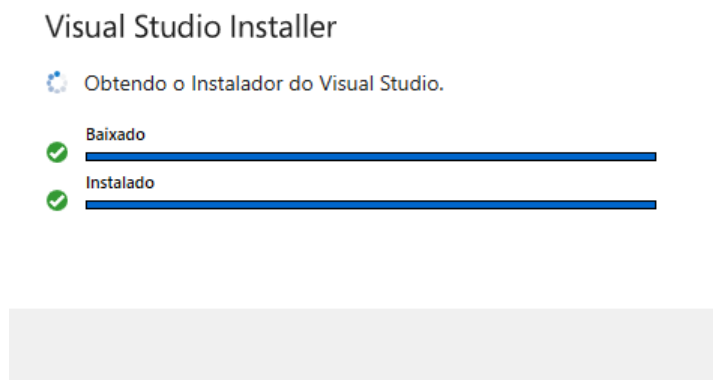 Visual Studio Installer
Obtendo o Instalador do Visual Studio.
Baixado
Instalado